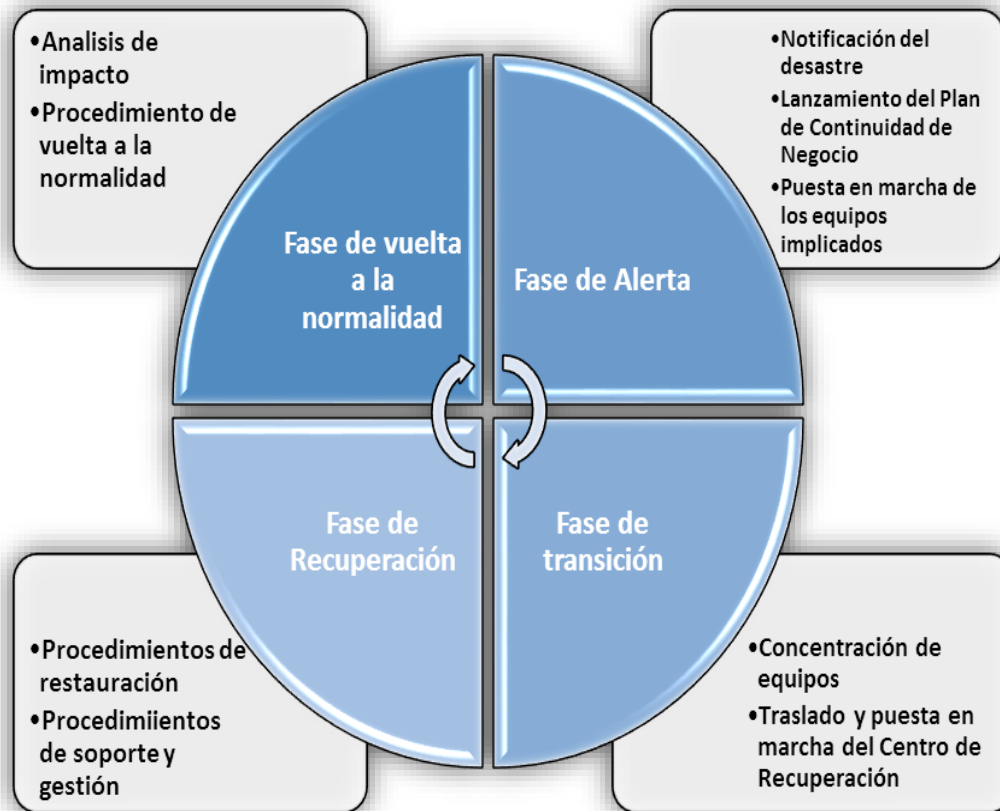 •Analisis de
impacto
•Procedimiento de
vuelta a la
normalidad
•Notificación del
desastre
•Lanzamiento del Plan
de Continuidad de
Negocio
•Puesta en marcha de
los equipos
implicados
Fase de vuelta
a la
normalidad
Fase de Alerta
Fase de
Recuperación
Fase de
transición
•Procedimientos de
restauración
•Procedimiientos
de soporte y
gestión
•Concentración de
equipos
•Traslado y puesta en
marcha del Centro de
Recuperación